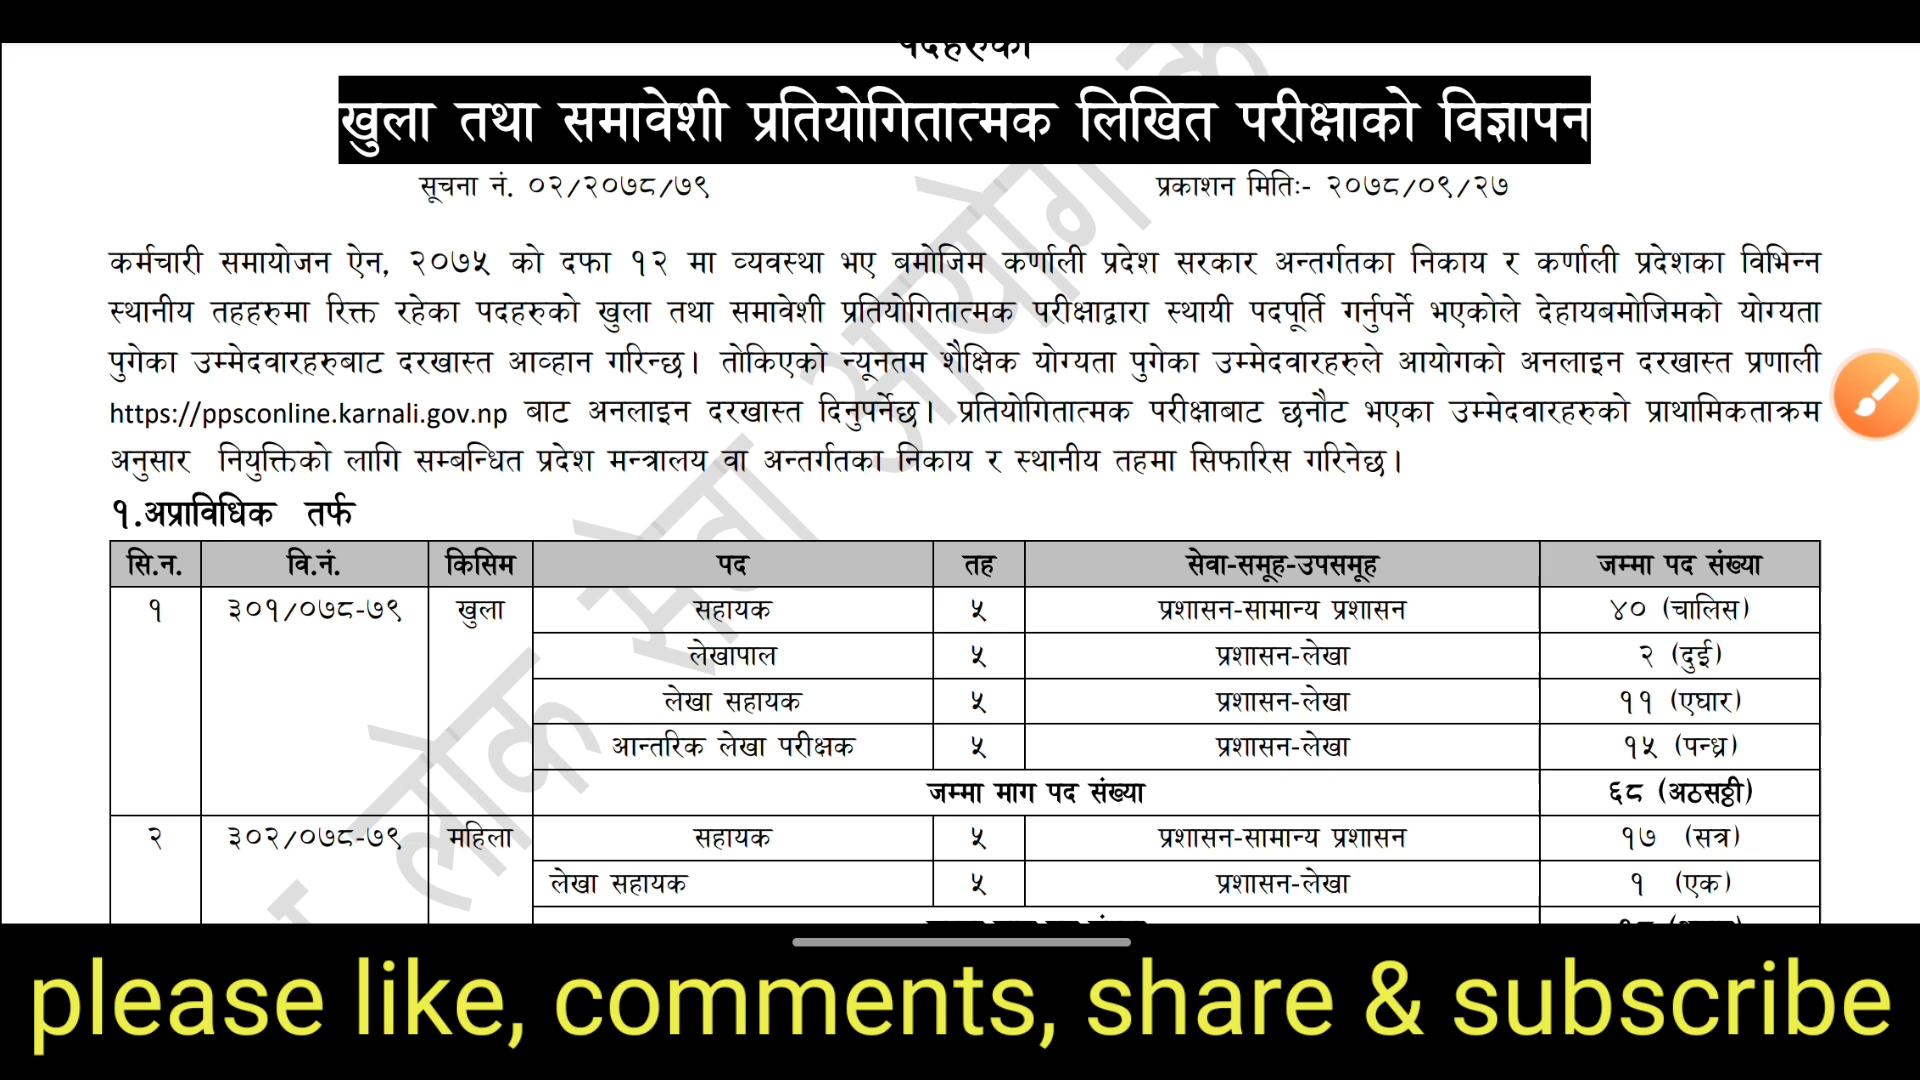 पदहरुको
खुला तथा समावेशी प्रतियोगितात्मक लिखित परीक्षाको विज्ञापन
सूचना नं. ०२/२०७८/७९ प्रकाशन मितिः- २०७८/०९/२७
कर्मचारी समायोजन ऐन, २०७५ को दफा १२ मा व्यवस्था भए बमोजिम कर्णाली प्रदेश सरकार अन्तर्गतका निकाय र कर्णाली प्रदेशका विभिन्न
स्थानीय तहहरुमा रिक्त रहेका पदहरुको खुला तथा समावेशी प्रतियोगितात्मक परीक्षाद्वारा स्थायी पदपूर्ति गर्नुपर्ने भएकोले देहायबमोजिमको योग्यता
पुगेका उम्मेदवारहरुबाट दरखास्त आव्हान गरिन्छ। तोकिएको न्यूनतम शैक्षिक योग्यता पुगेका उम्मेदवारहरुले आयोगको अनलाइन दरखास्त प्रणाली
https://ppsconline.karnali.gov.np बाट अनलाइन दरखास्त दिनुपर्नेछ। प्रतियोगितात्मक परीक्षाबाट छनौट भएका उम्मेदवारहरुको प्राथामिकताक्रम
अनुसार नियुक्तिको लागि सम्बन्धित प्रदेश मन्त्रालय वा अन्तर्गतका निकाय र स्थानीय तहमा सिफारिस गरिनेछ।
१.अप्राविधिक तर्फ
सि.न. वि.नं. किसिम पद तह सेवा-समूह-उपसमूह जम्मा पद संख्या
१ ३०१/०७८-७९ खुला सहायक ५ प्रशासन-सामान्य प्रशासन ४० (चालिस)
लेखापाल ५ प्रशासन-लेखा २ (दुई)
लेखा सहायक ५ प्रशासन-लेखा ११ (एघार)
आन्तरिक लेखा परीक्षक ५ प्रशासन-लेखा १५ (पन्ध्र)
जम्मा माग पद संख्या ६८ (अठसठ्ठी)
२ ३०२/०७८-७९ महिला सहायक ५ प्रशासन-सामान्य प्रशासन १७ (सत्र)
लेखा सहायक ५ प्रशासन-लेखा १ (एक)
लोक सेवा आयोग
please like, comments, share & subscribe